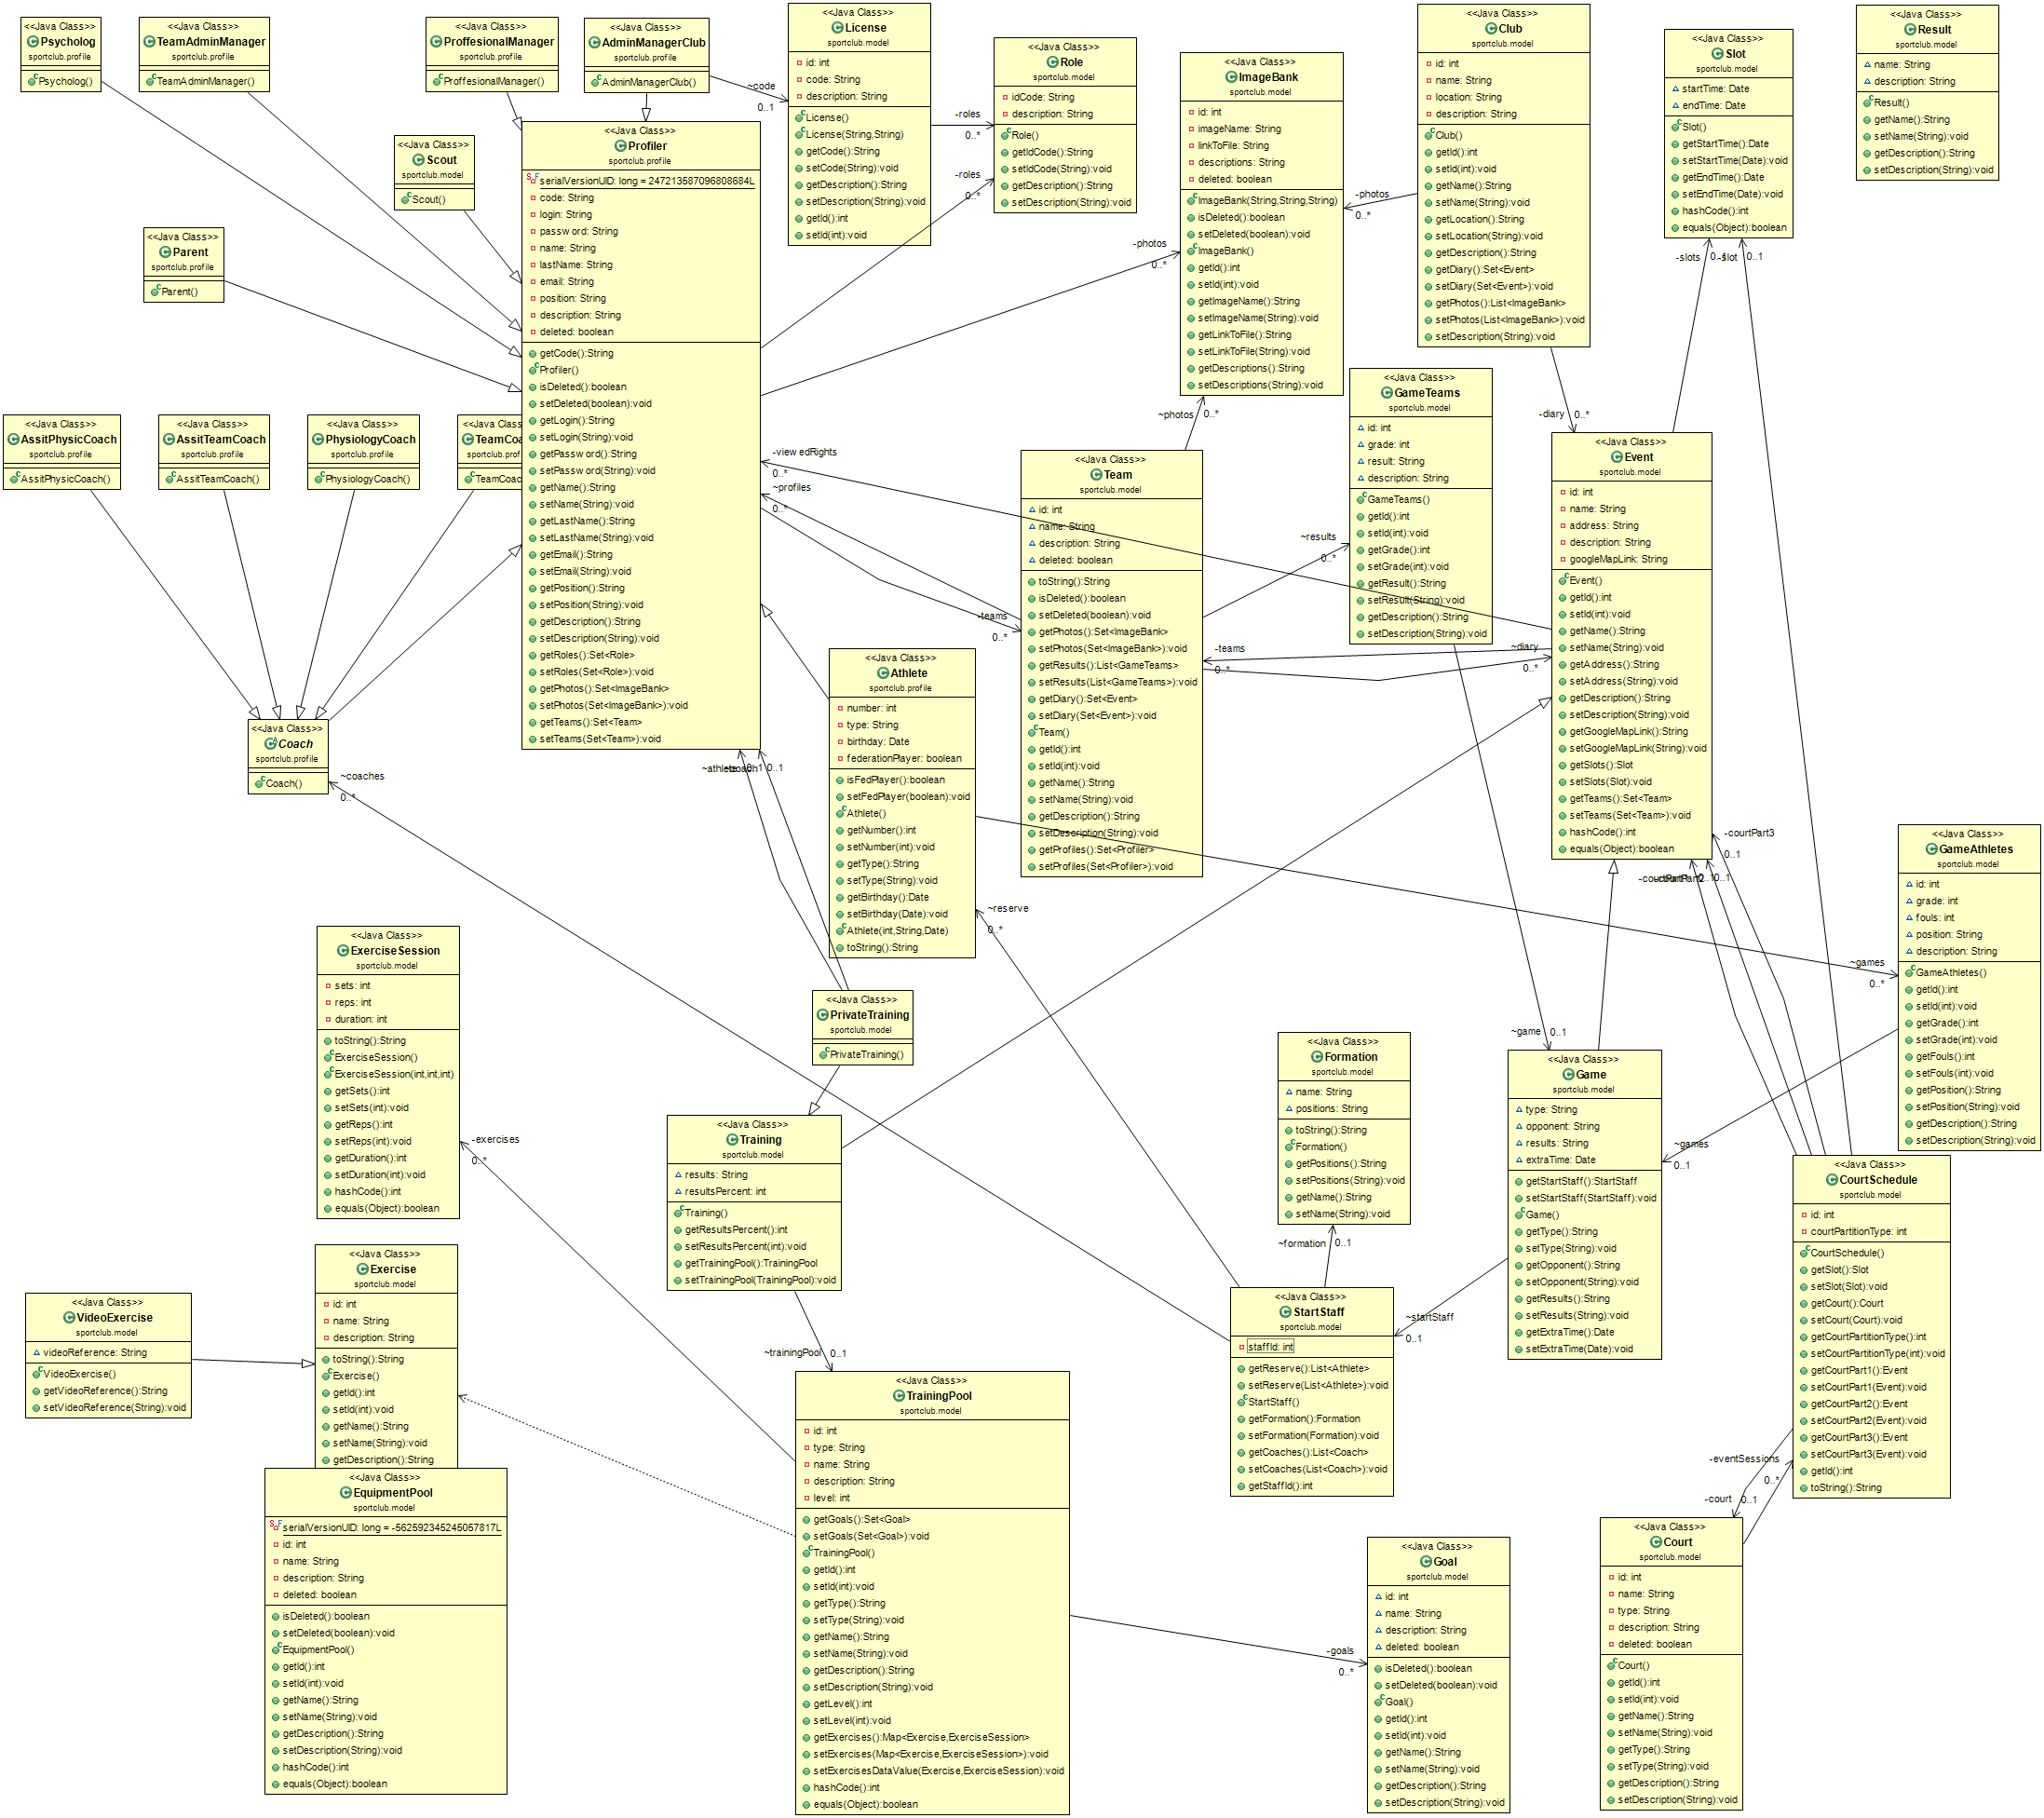 <<Java Class>>
Psycholog
sportclub.profile
Psycholog()
<<Java Class>>
TeamAdminManager
sportclub.profile
TeamAdminManager()
<<Java Class>>
ProffesionalManager
sportclub.profile
ProffesionalManager()
<<Java Class>>
AdminManagerClub
sportclub.profile
AdminManagerClub()
~code
0..1
<<Java Class>>
License
sportclub.model
id: int
code: String
description: String
License()
License(String,String)
getCode():String
setCode(String):void
getDescription():String
setDescription(String):void
getId():int
setId(int):void
-roles
0..*
-roles
0..*
<<Java Class>>
Role
sportclub.model
idCode: String
description: String
Role()
getIdCode():String
setIdCode(String):void
getDescription():String
setDescription(String):void
<<Java Class>>
ImageBank
sportclub.model
id: int
imageName: String
linkToFile: String
descriptions: String
deleted: boolean
ImageBank(String,String,String)
isDeleted():boolean
setDeleted(boolean):void
ImageBank()
getId():int
setId(int):void
getImageName():String
setImageName(String):void
getLinkToFile():String
setLinkToFile(String):void
getDescriptions():String
setDescriptions(String):void
-photos
0..*
-photos
0..*
~photos
0..*
<<Java Class>>
Club
sportclub.model
id: int
name: String
location: String
description: String
Club()
getId():int
setId(int):void
getName():String
setName(String):void
getLocation():String
setLocation(String):void
getDescription():String
getDiary():Set<Event>
setDiary(Set<Event>):void
getPhotos():List<ImageBank>
setPhotos(List<ImageBank>):void
setDescription(String):void
-diary
0..*
<<Java Class>>
Slot
sportclub.model
startTime: Date
endTime: Date
Slot()
getStartTime():Date
setStartTime(Date):void
getEndTime():Date
setEndTime(Date):void
hashCode():int
equals(Object):boolean
-slots
-slot
0..1
<<Java Class>>
Result
sportclub.model
name: String
description: String
Result()
getName():String
setName(String):void
getDescription():String
setDescription(String):void
<<Java Class>>
Scout
sportclub.model
Scout()
<<Java Class>>
Parent
sportclub.profile
Parent()
<<Java Class>>
Profiler
sportclub.profile
serialVersionUID: long = 247213587096808684L
code: String
login: String
password: String
name: String
lastName: String
email: String
position: String
description: String
deleted: boolean
getCode():String
Profiler()
isDeleted():boolean
setDeleted(boolean):void
getLogin():String
setLogin(String):void
getPassword():String
setPassword(String):void
getName():String
setName(String):void
getLastName():String
setLastName(String):void
getEmail():String
setEmail(String):void
getPosition():String
setPosition(String):void
getDescription():String
setDescription(String):void
getRoles():Set<Role>
setRoles(Set<Role>):void
getPhotos():Set<ImageBank>
setPhotos(Set<ImageBank>):void
getTeams():Set<Team>
setTeams(Set<Team>):void
-viewedRights
0..*
~profiles
0..*
-teams
0..*
<<Java Class>>
AssitPhysicCoach
sportclub.profile
AssitPhysicCoach()
<<Java Class>>
AssitTeamCoach
sportclub.profile
AssitTeamCoach()
<<Java Class>>
PhysiologyCoach
sportclub.profile
PhysiologyCoach()
<<Java Class
TeamCoa
sportclub.profile
TeamCoac
<<Java Class>>
Coach
sportclub.profile
Coach()
~coaches
0..*
<<Java Class>>
Team
sportclub.model
id: int
name: String
description: String
deleted: boolean
toString():String
isDeleted():boolean
setDeleted(boolean):void
getPhotos():Set<ImageBank>
setPhotos(Set<ImageBank>):void
getResults():List<GameTeams>
setResults(List<GameTeams>):void
getDiary():Set<Event>
setDiary(Set<Event>):void
Team()
getId():int
setId(int):void
getName():String
setName(String):void
getDescription():String
setDescription(String):void
getProfiles():Set<Profiler>
setProfiles(Set<Profiler>):void
~results
0..*
-teams
0..*
~diary
0..*
<<Java Class>>
GameTeams
sportclub.model
id: int
grade: int
result: String
description: String
GameTeams()
getId():int
setId(int):void
getGrade():int
setGrade(int):void
getResult():String
setResult(String):void
getDescription():String
setDescription(String):void
<<Java Class>>
Event
sportclub.model
id: int
name: String
address: String
description: String
googleMapLink: String
Event()
getId():int
setId(int):void
getName():String
setName(String):void
getAddress():String
setAddress(String):void
getDescription():String
setDescription(String):void
getGoogleMapLink():String
setGoogleMapLink(String):void
getSlots():Slot
setSlots(Slot):void
getTeams():Set<Team>
setTeams(Set<Team>):void
hashCode():int
equals(Object):boolean
-courtPart3
0..1
0..1
<<Java Class>>
Athlete
sportclub.profile
number: int
type: String
birthday: Date
federationPlayer: boolean
isFedPlayer():boolean
setFedPlayer(boolean):void
Athlete()
getNumber():int
setNumber(int):void
getType():String
setType(String):void
getBirthday():Date
setBirthday(Date):void
Athlete(int,String,Date)
toString():String
0..1
~reserve
0..*
<<Java Class>>
GameAthletes
sportclub.model
id: int
grade: int
fouls: int
position: String
description: String
GameAthletes()
getId():int
setId(int):void
getGrade():int
setGrade(int):void
getFouls():int
setFouls(int):void
getPosition():String
setPosition(String):void
getDescription():String
setDescription(String):void
~games
0..*
~games
0..1
<<Java Class>>
ExerciseSession
sportclub.model
sets: int
reps: int
duration: int
toString():String
ExerciseSession()
ExerciseSession(int,int,int)
getSets():int
setSets(int):void
getReps():int
setReps(int):void
getDuration():int
setDuration(int):void
hashCode():int
equals(Object):boolean
-exercises
0..*
<<Java Class>>
PrivateTraining
sportclub.model
PrivateTraining()
<<Java Class>>
Training
sportclub.model
results: String
resultsPercent: int
Training()
getResultsPercent():int
setResultsPercent(int):void
getTrainingPool():TrainingPool
setTrainingPool(TrainingPool):void
~trainingPool
0..1
<<Java Class>>
Formation
sportclub.model
name: String
positions: String
toString():String
Formation()
getPositions():String
setPositions(String):void
getName():String
setName(String):void
~formation
0..1
~game
0..1
<<Java Class>>
Game
sportclub.model
type: String
opponent: String
results: String
extraTime: Date
getStartStaff():StartStaff
setStartStaff(StartStaff):void
Game()
getType():String
setType(String):void
getOpponent():String
setOpponent(String):void
getResults():String
setResults(String):void
getExtraTime():Date
setExtraTime(Date):void
~startStaff
0..1
<<Java Class>>
CourtSchedule
sportclub.model
id: int
courtPartitionType: int
CourtSchedule()
getSlot():Slot
setSlot(Slot):void
getCourt():Court
setCourt(Court):void
getCourtPartitionType():int
setCourtPartitionType(int):void
getCourtPart1():Event
setCourtPart1(Event):void
getCourtPart2():Event
setCourtPart2(Event):void
getCourtPart3():Event
setCourtPart3(Event):void
getId():int
toString():String
-eventSessions
0..*
-court
0..1
<<Java Class>>
VideoExercise
sportclub.model
videoReference: String
VideoExercise()
getVideoReference():String
setVideoReference(String):void
<<Java Class>>
Exercise
sportclub.model
id: int
name: String
description: String
toString():String
Exercise()
getId():int
setId(int):void
getName():String
setName(String):void
getDescription():String
<<Java Class>>
EquipmentPool
sportclub.model
serialVersionUID: long = -562592345245057817L
id: int
name: String
description: String
deleted: boolean
isDeleted():boolean
setDeleted(boolean):void
EquipmentPool()
getId():int
setId(int):void
getName():String
setName(String):void
getDescription():String
setDescription(String):void
hashCode():int
equals(Object):boolean
<<Java Class>>
TrainingPool
sportclub.model
id: int
type: String
name: String
description: String
level: int
getGoals():Set<Goal>
setGoals(Set<Goal>):void
TrainingPool()
getId():int
setId(int):void
getType():String
setType(String):void
getName():String
setName(String):void
getDescription():String
setDescription(String):void
getLevel():int
setLevel(int):void
getExercises():Map<Exercise,ExerciseSession>
setExercises(Map<Exercise,ExerciseSession>):void
setExercisesDataValue(Exercise,ExerciseSession):void
hashCode():int
equals(Object):boolean
<<Java Class>>
StartStaff
sportclub.model
staffId: int
getReserve():List<Athlete>
setReserve(List<Athlete>):void
StartStaff()
getFormation():Formation
setFormation(Formation):void
getCoaches():List<Coach>
setCoaches(List<Coach>):void
getStaffId():int
-goals
0..*
<<Java Class>>
Goal
sportclub.model
id: int
name: String
description: String
deleted: boolean
isDeleted():boolean
setDeleted(boolean):void
Goal()
getId():int
setId(int):void
getName():String
setName(String):void
getDescription():String
setDescription(String):void
<<Java Class>>
Court
sportclub.model
id: int
name: String
type: String
description: String
deleted: boolean
Court()
getId():int
setId(int):void
getName():String
setName(String):void
getType():String
setType(String):void
getDescription():String
setDescription(String):void